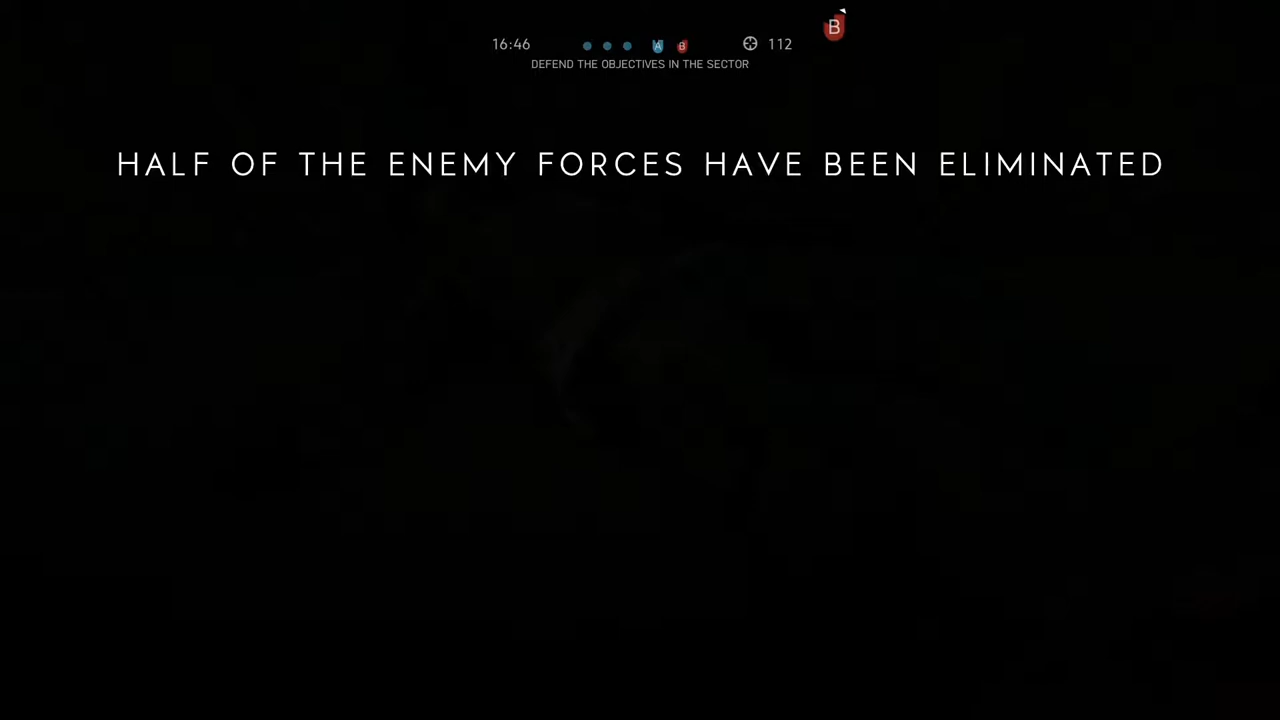 B
16:46 A B 112
DEFEND THE OBJECTIVES IN THE SECTOR
HALF OF THE ENEMY FORCES HAVE BEEN ELIMINATED